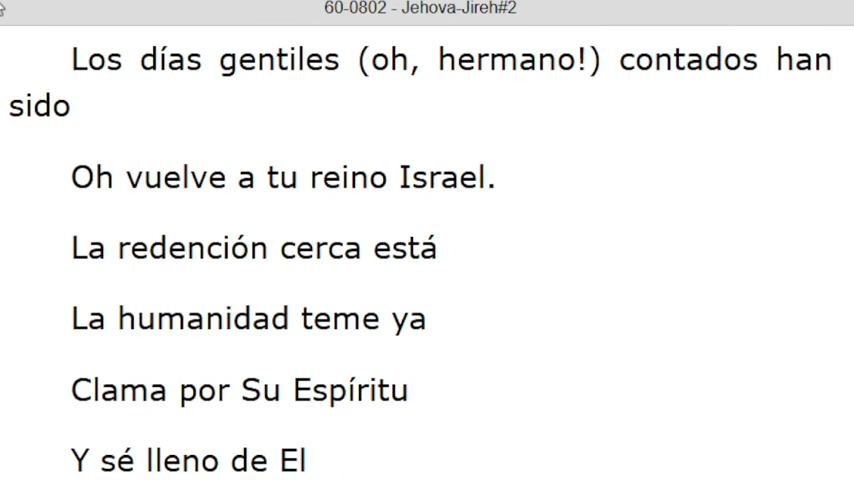 60-0802 - Jehova-Jireh#2
Los días gentiles (oh, hermano!) contados han
sido
Oh vuelve a tu reino Israel.
La redención cerca está
La humanidad teme ya
Clama por Su Espíritu
Y sé lleno de El